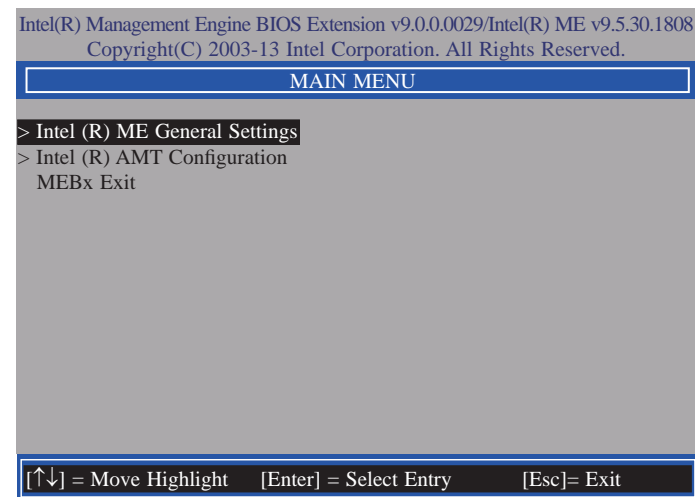 Intel(R) Management Engine BIOS Extension v9.0.0.0029/Intel(R) ME v9.5.30.1808
Copyright(C) 2003-13 Intel Corporation. All Rights Reserved.
MAIN MENU
> Intel (R) ME General Settings
> Intel (R) AMT Configuration
MEBx Exit
[↑↓] = Move Highlight [Enter] = Select Entry [Esc]= Exit